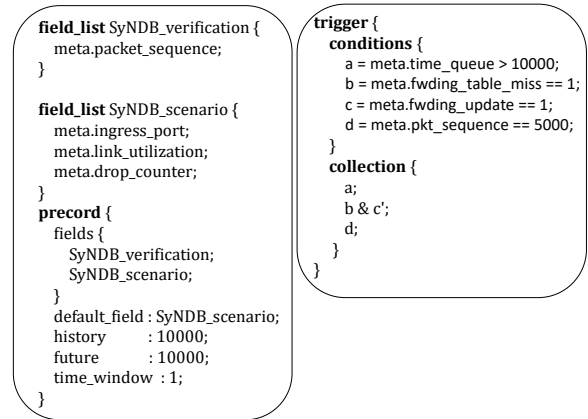 field_list SyNDB_verification {
meta.packet_sequence;
}
field_list SyNDB_scenario {
meta.ingress_port;
meta.link_utilization;
meta.drop_counter;
}
precord {
fields {
SyNDB_verification;
SyNDB_scenario;
}
default_field : SyNDB_scenario;
history : 10000;
future : 10000;
time_window : 1;
}
trigger {
conditions {
a = meta.time_queue > 10000;
b = meta.fwding_table_miss == 1;
c = meta.fwding_update == 1;
d = meta.pkt_sequence == 5000;
}
collection {
a;
b & c';
d;
}
}